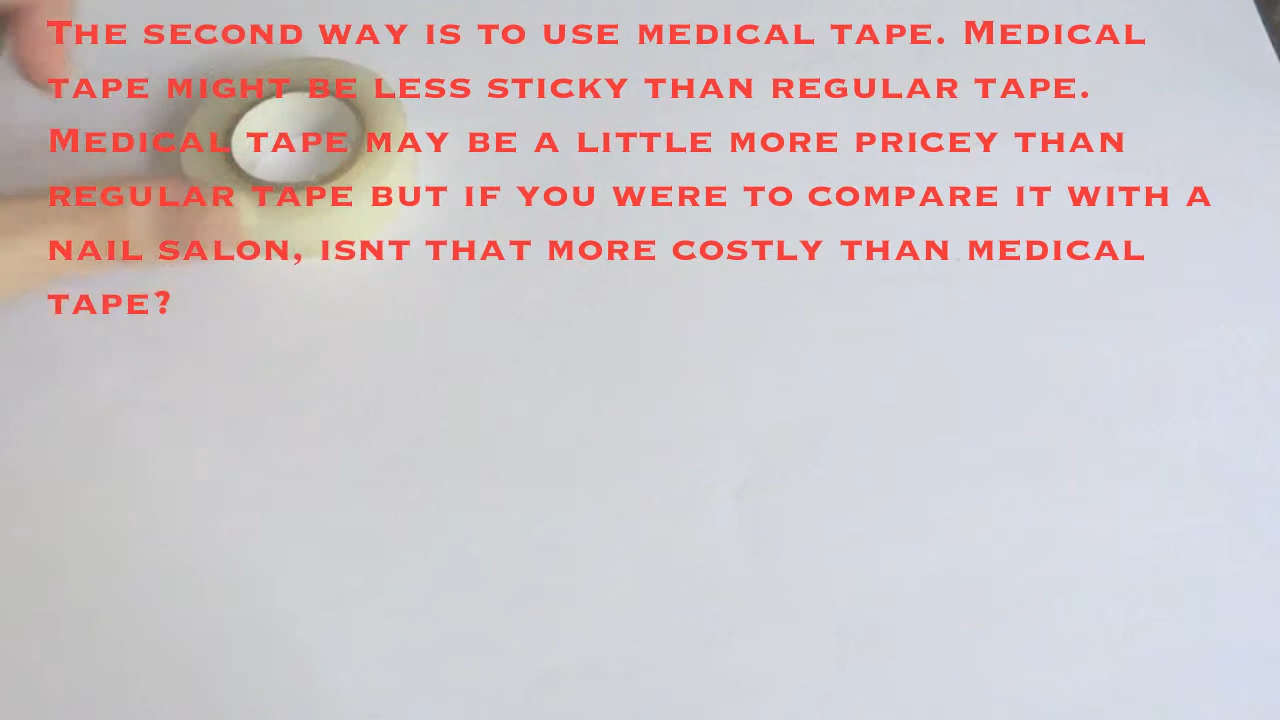 The second way is to use medical tape. Medical
tape might be less sticky than regular tape.
Medical tape may be a little more pricey than
regular tape but if you were to compare it with a
nail salon, isnt that more costly than medical
tape?